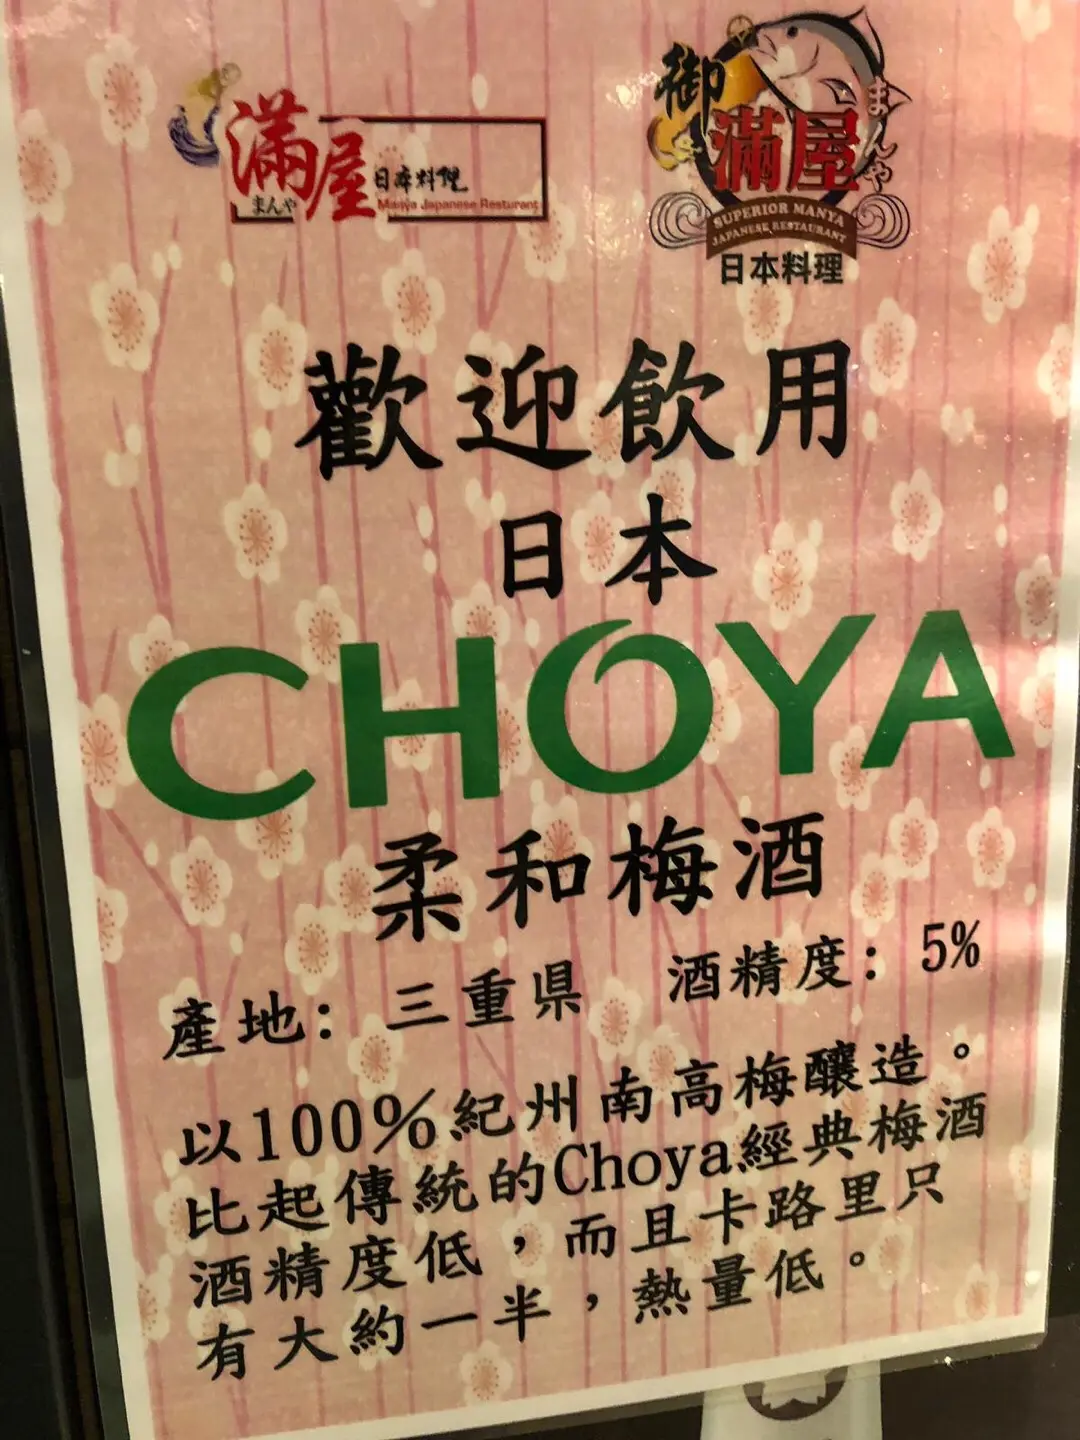 滿屋
まんや
日本料理
Manya Japanese Resturant
御
滿屋
まんや
SUPERIOR MANYA
JAPANESE RESTAURANT
日本料理
歡迎飲用
日本
CHOYA
柔和梅酒
產地: 三重県 酒精度: 5%
以100%紀州南高梅釀造。
比起傳統的Choya經典梅酒
酒精度低，而且卡路里只
有大約一半，熱量低。